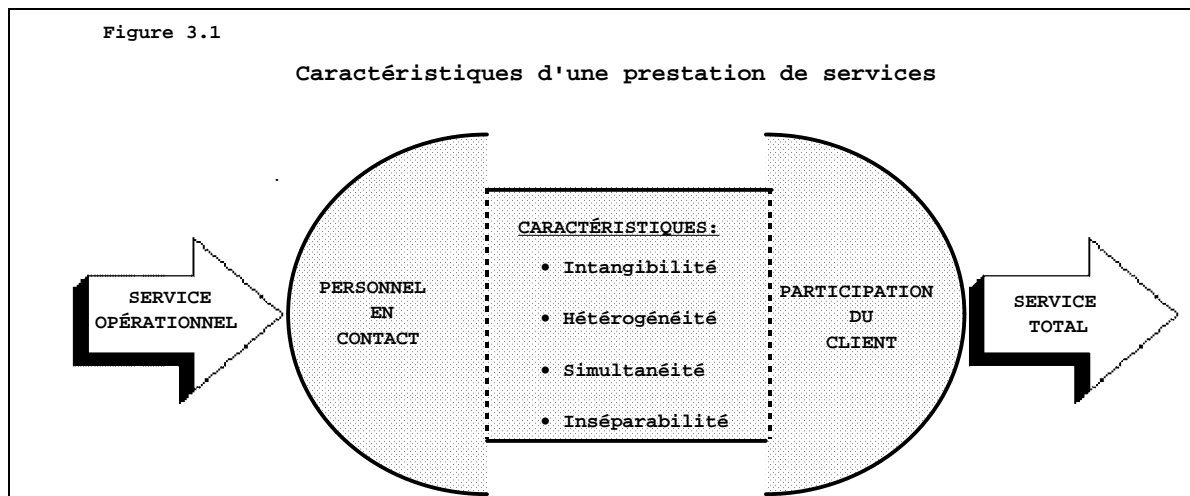 Figure 3.1
Caractéristiques d'une prestation de services
SERVICE
OPÉRATIONNEL
PERSONNEL
EN
CONTACT
CARACTÉRISTIQUES:
• Intangibilité
• Hétérogénéité
• Simultanéité
• Inséparabilité
PARTICIPATION
DU
CLIENT
SERVICE
TOTAL